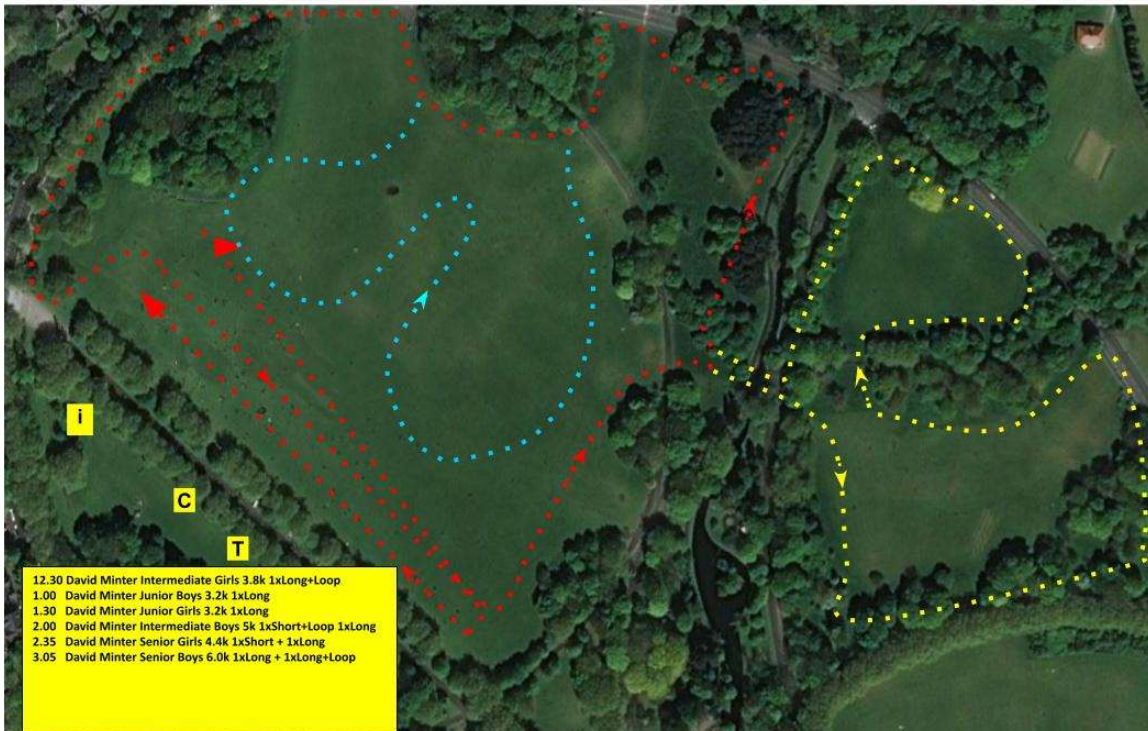 i
C
T
12.30 David Minter Intermediate Girls 3.8k 1xLong+Loop
1.00 David Minter Junior Boys 3.2k 1xLong
1.30 David Minter Junior Girls 3.2k 1xLong
2.00 David Minter Intermediate Boys 5k 1xShort+Loop 1xLong
2.35 David Minter Senior Girls 4.4k 1xShort + 1xLong
3.05 David Minter Senior Boys 6.0k 1xLong + 1xLong+Loop